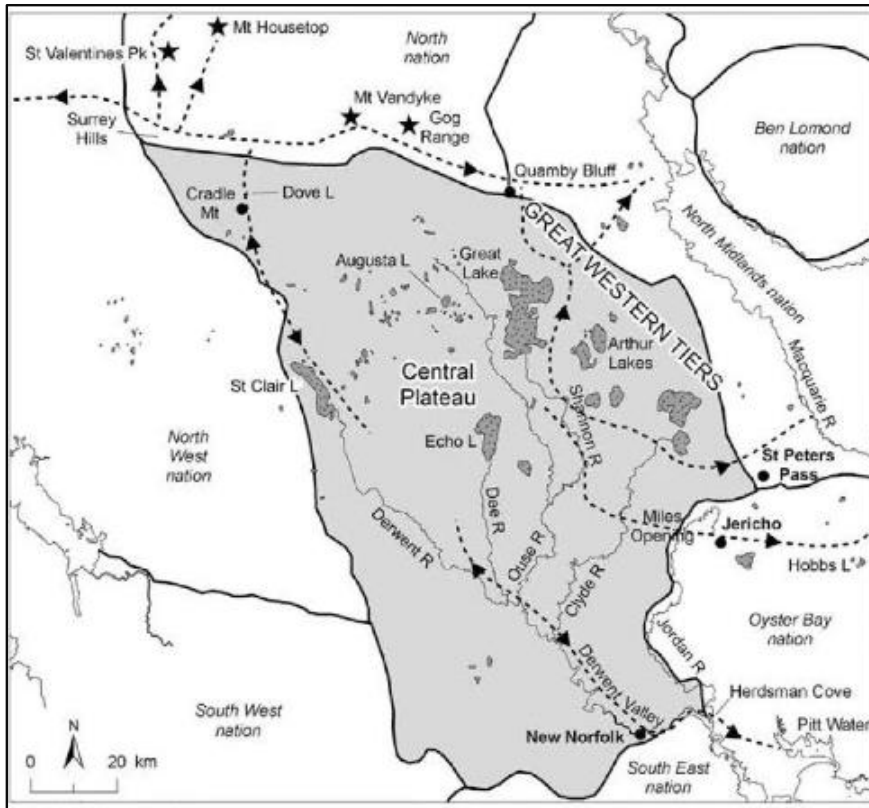 Mt Housetop
St Valentines Pk
North
nation
Mt Vandyke
Gog
Range
Surrey
Hills
Ben Lomond
nation
Quamby Bluff
Cradle
Mt
Dove L
GREAT WESTERN TIERS
North Midlands nation
Augusta L
Great
Lake
Arthur
Lakes
Macquarie R
Central
Plateau
St Clair L
Shannon R
Echo L
North
West
nation
St Peters
Pass
Dee R
Miles
Opening
Jericho
Derwent R
Ouse R
Clyde R
Hobbs L
Oyster Bay
nation
Jordan R
Derwent Valley
Herdsman Cove
South West
nation
New Norfolk
Pitt Water
N
0 20 km
South East
nation